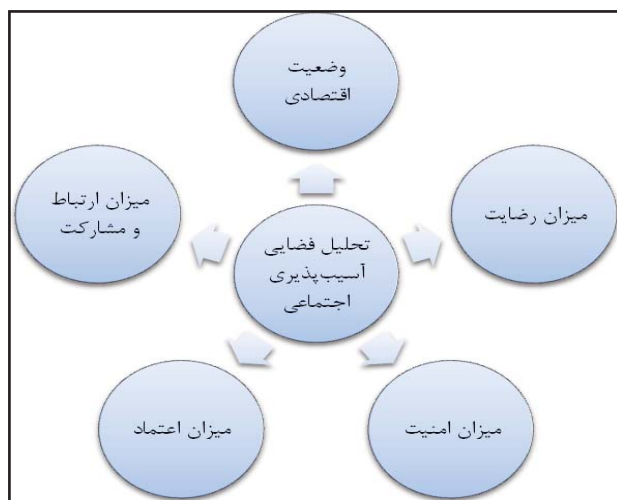 وضعیت
اقتصادی
میزان رضایت
میزان ارتباط
و مشارکت
تحلیل فضایی
آسیب‌پذیری
اجتماعی
میزان امنیت
میزان اعتماد